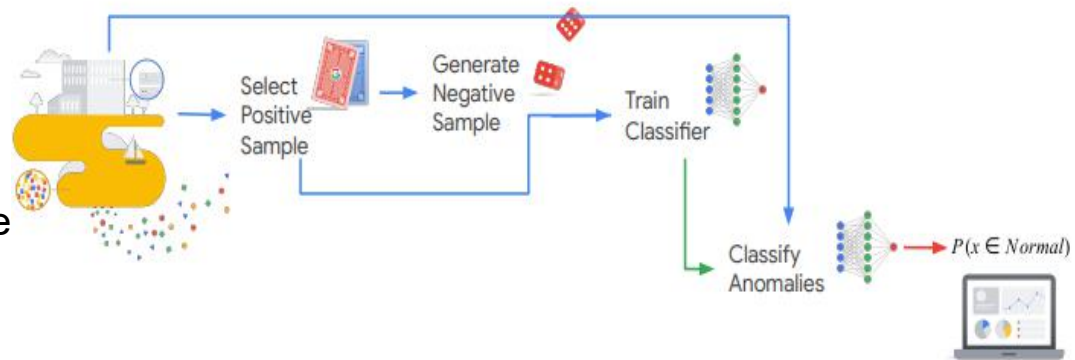 Select
Positive
Sample
Generate
Negative
Sample
Train
Classifier
e
Classify
Anomalies
P(x ∈ Normal)